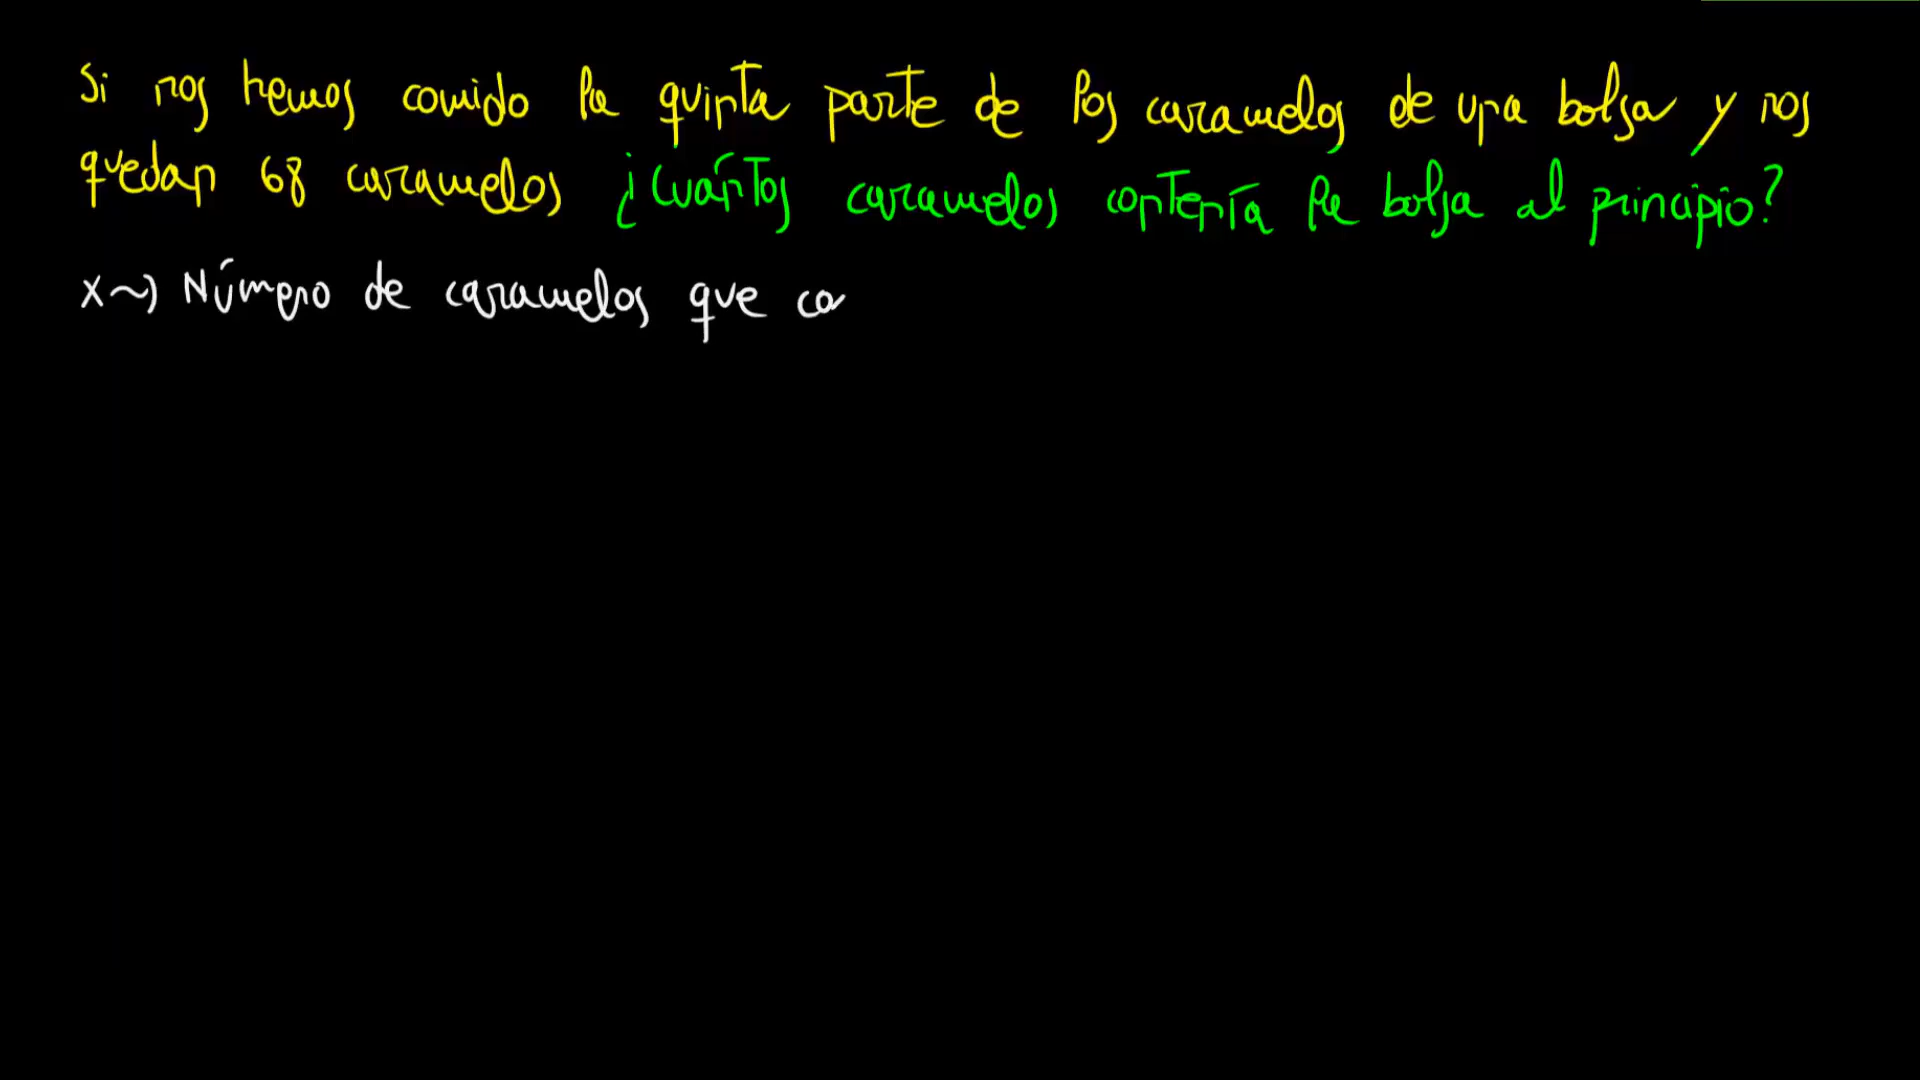 Si nos hemos comido la quinta parte de los caramelos de una bolsa y nos
quedan 68 caramelos ¿Cuántos caramelos contenía la bolsa al principio?
x⤳ Número de caramelos que co